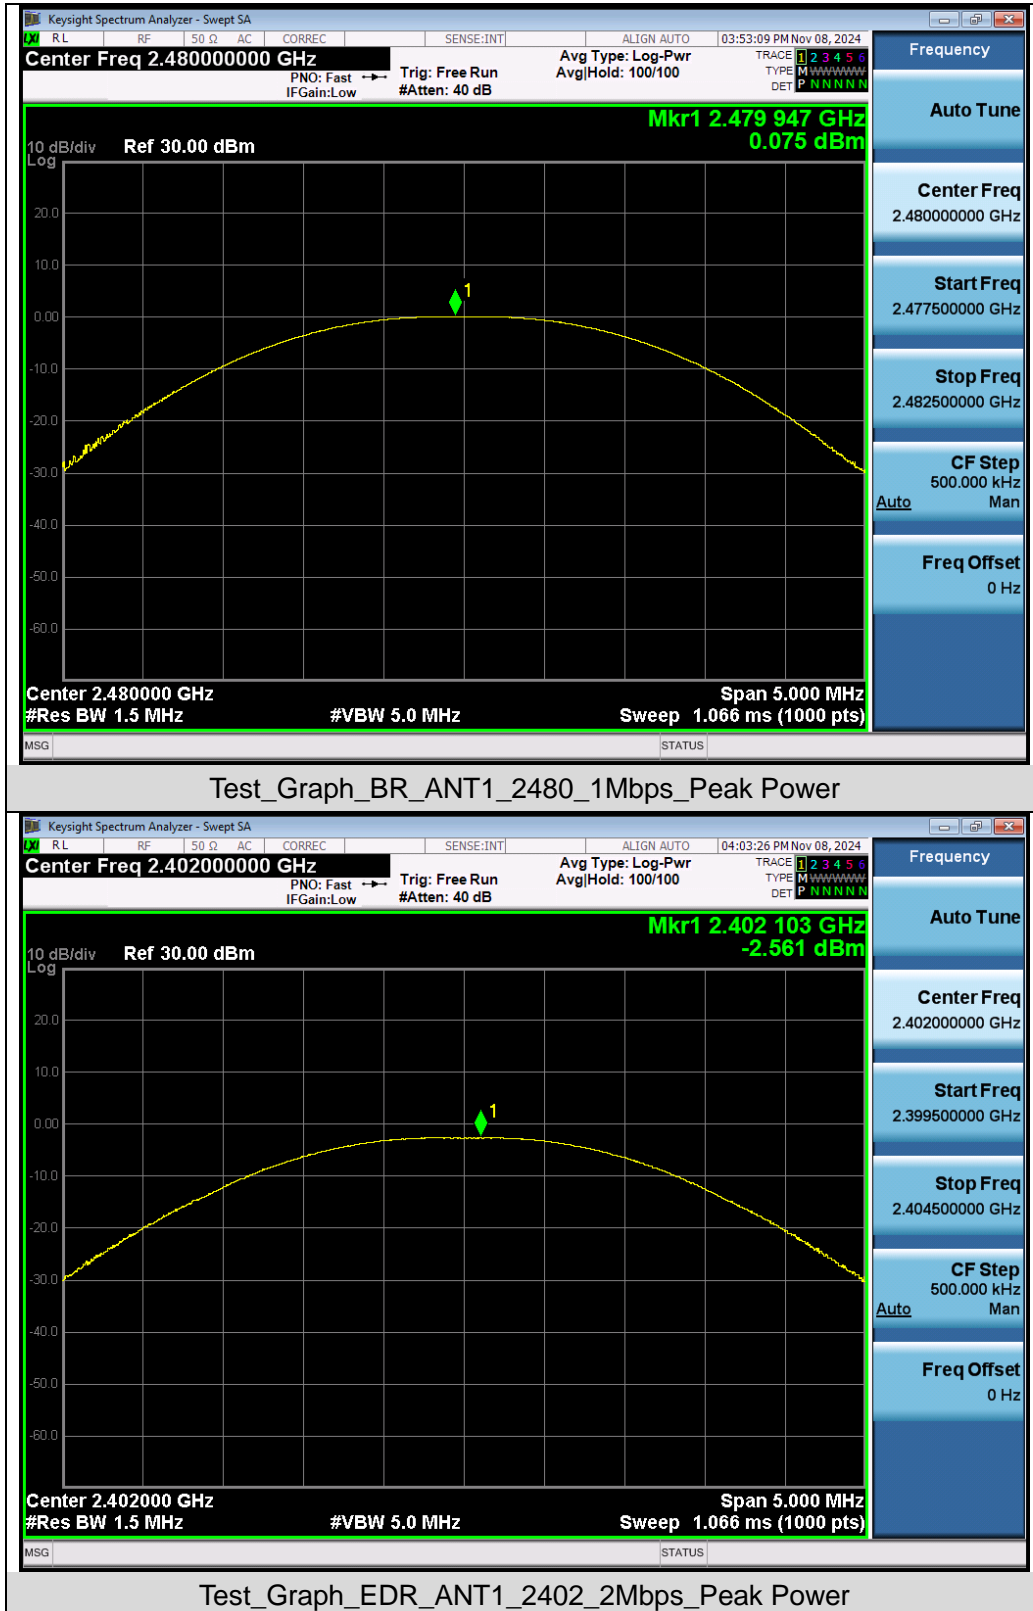 Keysight Spectrum Analyzer - Swept SA
LXI RL RF 50 Ω AC CORREC SENSE:INT ALIGN AUTO 03:53:09 PM Nov 08, 2024
Center Freq 2.480000000 GHz
PNO: Fast
IFGain:Low
Trig: Free Run
#Atten: 40 dB
Avg Type: Log-Pwr
Avg|Hold: 100/100
TRACE 1 2 3 4 5 6
TYPE M WWWWW
DET P N N N N N
Frequency
Auto Tune
Mkr1 2.479 947 GHz
0.075 dBm
10 dB/div Ref 30.00 dBm
Log
20.0
10.0
0.00
-10.0
-20.0
-30.0
-40.0
-50.0
-60.0
1
Center Freq
2.480000000 GHz
Start Freq
2.477500000 GHz
Stop Freq
2.482500000 GHz
CF Step
500.000 kHz
Auto Man
Freq Offset
0 Hz
Center 2.480000 GHz Span 5.000 MHz
#Res BW 1.5 MHz #VBW 5.0 MHz Sweep 1.066 ms (1000 pts)
MSG STATUS
Test_Graph_BR_ANT1_2480_1Mbps_Peak Power
Keysight Spectrum Analyzer - Swept SA
LXI RL RF 50 Ω AC CORREC SENSE:INT ALIGN AUTO 04:03:26 PM Nov 08, 2024
Center Freq 2.402000000 GHz
PNO: Fast
IFGain:Low
Trig: Free Run
#Atten: 40 dB
Avg Type: Log-Pwr
Avg|Hold: 100/100
TRACE 1 2 3 4 5 6
TYPE M WWWWW
DET P N N N N N
Frequency
Auto Tune
Mkr1 2.402 103 GHz
-2.561 dBm
10 dB/div Ref 30.00 dBm
Log
20.0
10.0
0.00
-10.0
-20.0
-30.0
-40.0
-50.0
-60.0
1
Center Freq
2.402000000 GHz
Start Freq
2.399500000 GHz
Stop Freq
2.404500000 GHz
CF Step
500.000 kHz
Auto Man
Freq Offset
0 Hz
Center 2.402000 GHz Span 5.000 MHz
#Res BW 1.5 MHz #VBW 5.0 MHz Sweep 1.066 ms (1000 pts)
MSG STATUS
Test_Graph_EDR_ANT1_2402_2Mbps_Peak Power